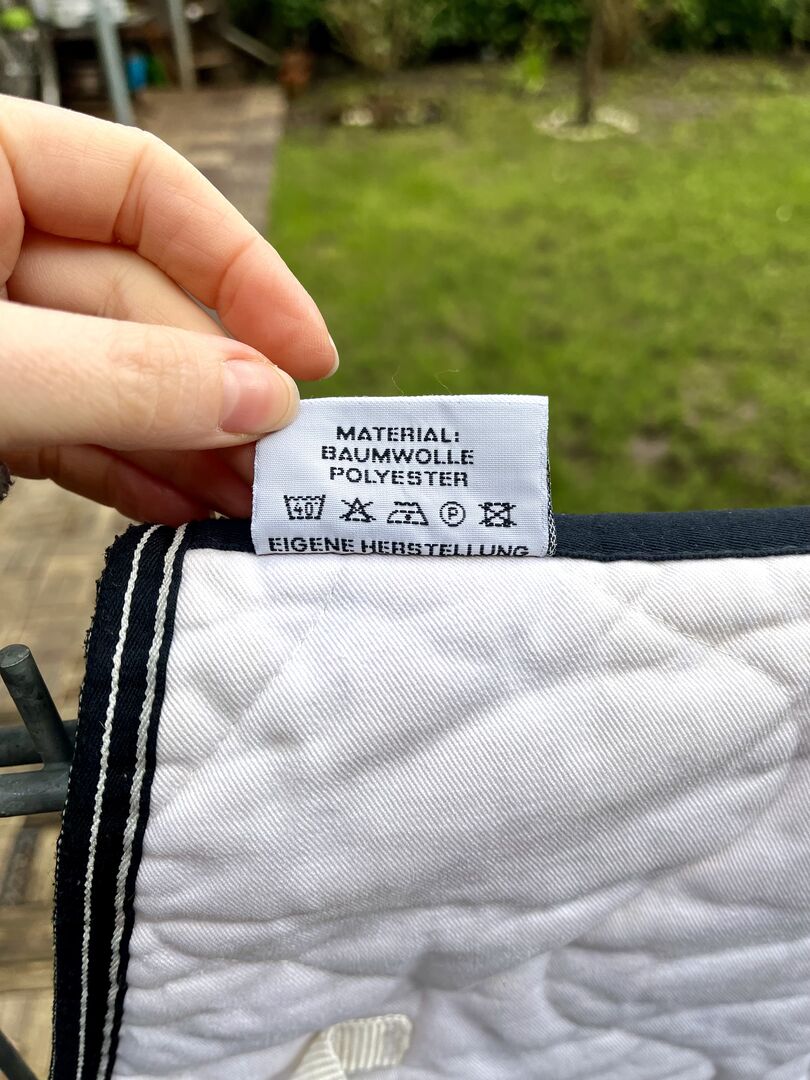 MATERIAL:
BAUMWOLLE
POLYESTER
40 P
EIGENE HERSTELLUNG